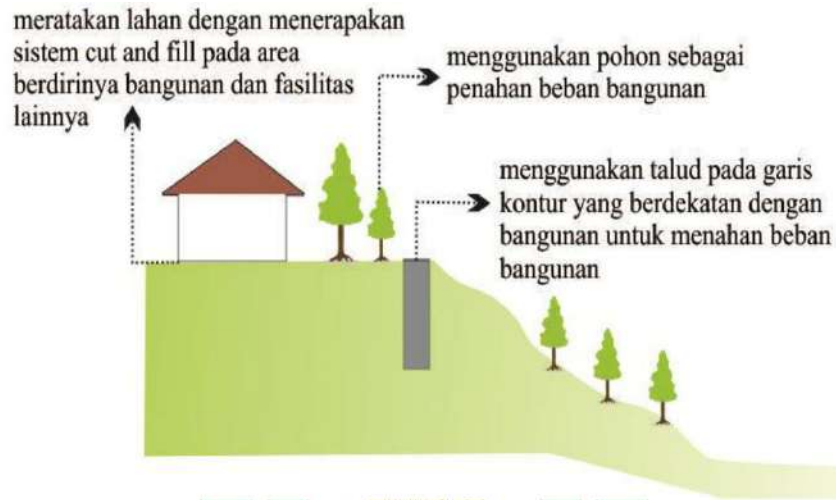 meratakan lahan dengan menerapakan
sistem cut and fill pada area
berdirinya bangunan dan fasilitas
lainnya
menggunakan pohon sebagai
penahan beban bangunan
menggunakan talud pada garis
kontur yang berdekatan dengan
bangunan untuk menahan beban
bangunan